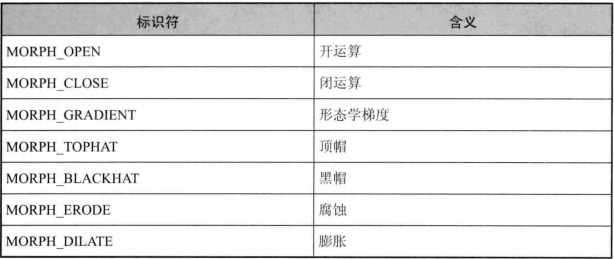 标识符 含义
MORPH_OPEN 开运算
MORPH_CLOSE 闭运算
MORPH_GRADIENT 形态学梯度
MORPH_TOPHAT 顶帽
MORPH_BLACKHAT 黑帽
MORPH_ERODE 腐蚀
MORPH_DILATE 膨胀